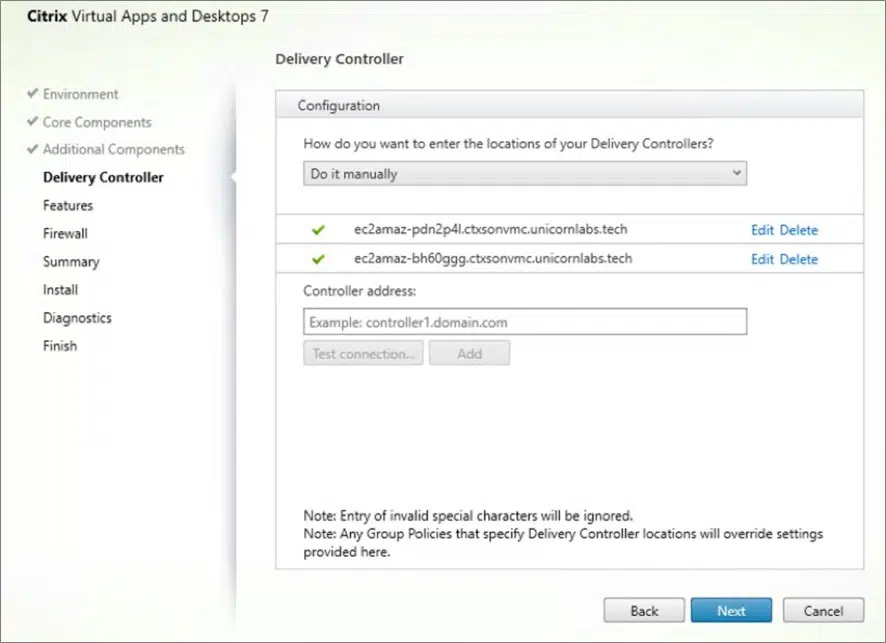 Citrix Virtual Apps and Desktops 7
Delivery Controller
Environment
Core Components
Additional Components
Delivery Controller
Features
Firewall
Summary
Install
Diagnostics
Finish
Configuration
How do you want to enter the locations of your Delivery Controllers?
Do it manually
ec2amaz-pdn2p4l.ctxsonvmc.unicornlabs.tech Edit Delete
ec2amaz-bh60ggg.ctxsonvmc.unicornlabs.tech Edit Delete
Controller address:
Example: controller1.domain.com
Test connection... Add
Note: Entry of invalid special characters will be ignored.
Note: Any Group Policies that specify Delivery Controller locations will override settings
provided here.
Back Next Cancel